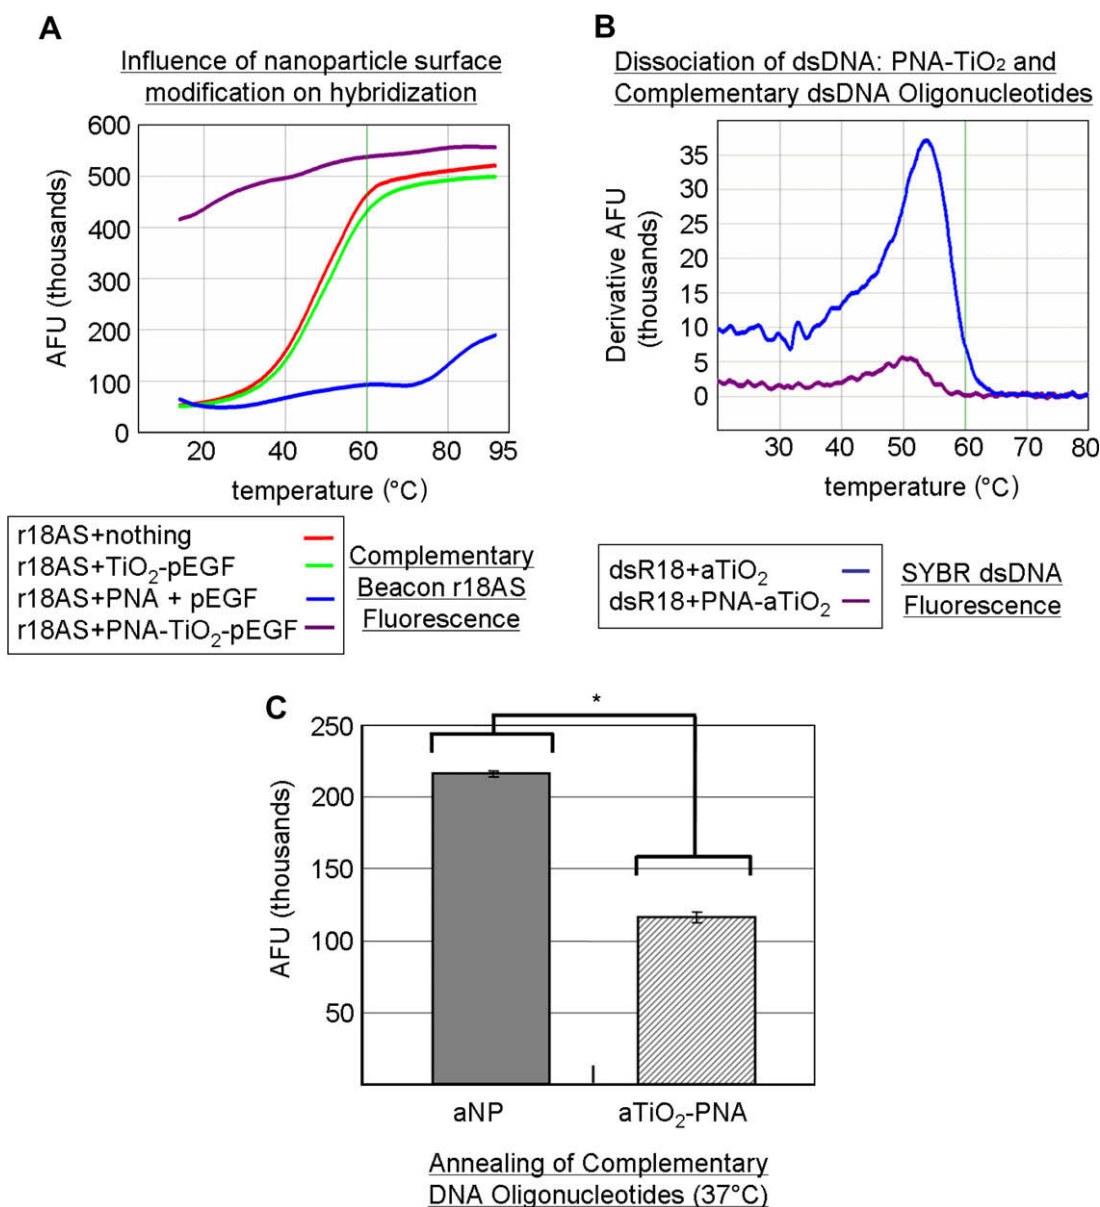 A
Influence of nanoparticle surface
modification on hybridization
600
500
400
300
200
100
0
AFU (thousands)
20
40
60
80
95
temperature (°C)
r18AS+nothing
r18AS+TiO₂-pEGF
r18AS+PNA + pEGF
r18AS+PNA-TiO₂-pEGF
Complementary
Beacon r18AS
Fluorescence
B
Dissociation of dsDNA: PNA-TiO₂ and
Complementary dsDNA Oligonucleotides
35
30
25
20
15
10
5
0
Derivative AFU
(thousands)
30
40
50
60
70
80
temperature (°C)
dsR18+aTiO₂
dsR18+PNA-aTiO₂
SYBR dsDNA
Fluorescence
C
*
250
200
150
100
50
AFU (thousands)
aNP
aTiO₂-PNA
Annealing of Complementary
DNA Oligonucleotides (37°C)